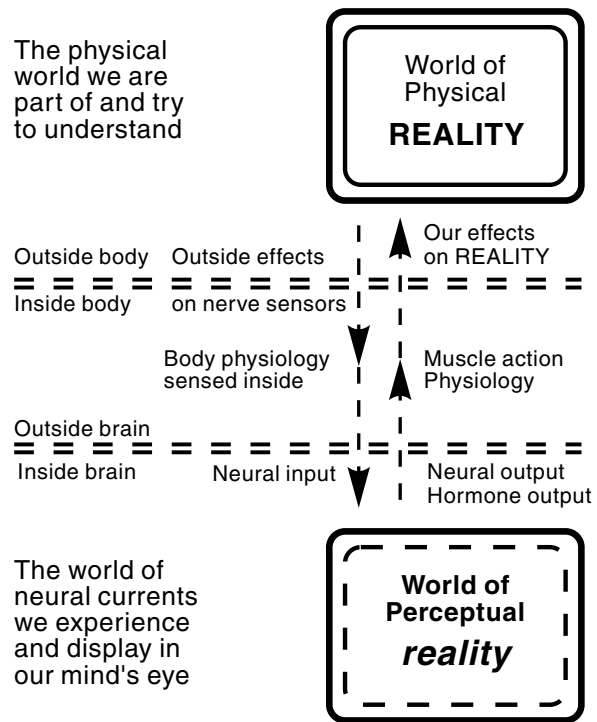 The physical
world we are
part of and try
to understand
World of
Physical
REALITY
Our effects
on REALITY
Outside body
Outside effects
Inside body
on nerve sensors
Body physiology
sensed inside
Muscle action
Physiology
Outside brain
Inside brain
Neural input
Neural output
Hormone output
The world of
neural currents
we experience
and display in
our mind's eye
World of
Perceptual
reality